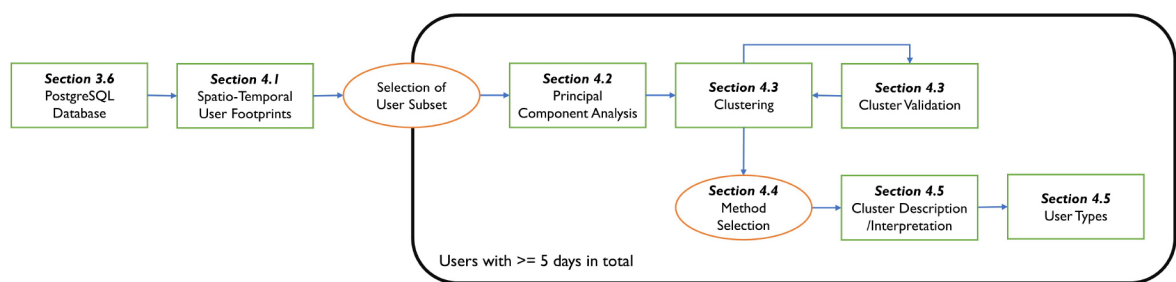 Section 3.6
PostgreSQL
Database
Section 4.1
Spatio-Temporal
User Footprints
Selection of
User Subset
Section 4.2
Principal
Component Analysis
Section 4.3
Clustering
Section 4.3
Cluster Validation
Section 4.4
Method
Selection
Section 4.5
Cluster Description
/Interpretation
Section 4.5
User Types
Users with >= 5 days in total